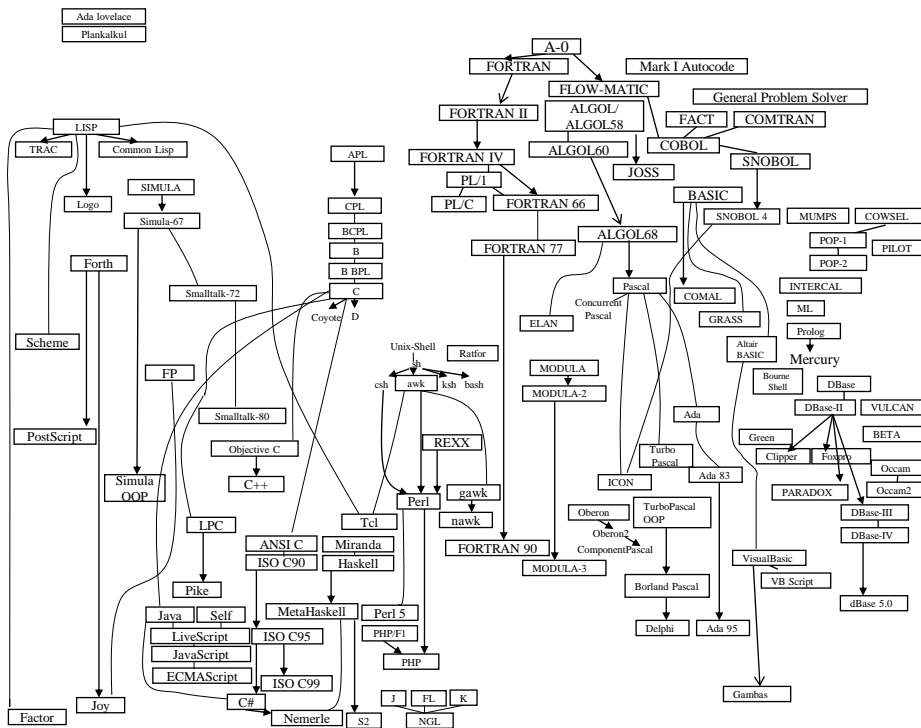 Ada lovelace
Plankalkul
A-0
FORTRAN
Mark I Autocode
FLOW-MATIC
General Problem Solver
FORTRAN II
ALGOL/
ALGOL58
FACT
COMTRAN
LISP
TRAC
Common Lisp
APL
FORTRAN IV
ALGOL60
COBOL
SNOBOL
JOSS
PL/1
SIMULA
BASIC
Logo
CPL
PL/C
FORTRAN 66
Simula-67
SNOBOL 4
MUMPS
COWSEL
BCPL
ALGOL68
POP-1
PILOT
B
FORTRAN 77
POP-2
Forth
B BPL
Smalltalk-72
C
Pascal
INTERCAL
COMAL
Coyote
D
Concurrent
Pascal
ML
ELAN
GRASS
Prolog
Scheme
Unix-Shell
sh
Ratfor
Altair
BASIC
Mercury
FP
csh
awk
ksh
bash
MODULA
Bourne
Shell
DBase
MODULA-2
Smalltalk-80
Ada
DBase-II
VULCAN
PostScript
Green
BETA
Objective C
REXX
Turbo
Pascal
Clipper
Foxpro
Occam
C++
Simula
OOP
ICON
Ada 83
Occam2
gawk
PARADOX
Perl
nawk
Oberon
TurboPascal
OOP
DBase-III
LPC
Tcl
Oberon2
DBase-IV
ANSI C
Miranda
FORTRAN 90
ComponentPascal
ISO C90
Haskell
MODULA-3
VisualBasic
VB Script
Pike
Borland Pascal
Java
Self
MetaHaskell
Perl 5
dBase 5.0
LiveScript
ISO C95
PHP/F1
Delphi
Ada 95
JavaScript
PHP
ECMAScript
ISO C99
Gambas
Factor
Joy
C#
J
FL
K
Nemerle
S2
NGL